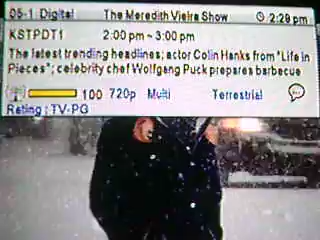 05-1 Digital The Meredith Vieira Show 2:28 pm
KSTPDT1 2:00 pm ~ 3:00 pm
The latest trending headlines; actor Colin Hanks from "Life in
Pieces"; celebrity chef Wolfgang Puck prepares barbecue
100 720p Multi Terrestrial
Rating : TV-PG